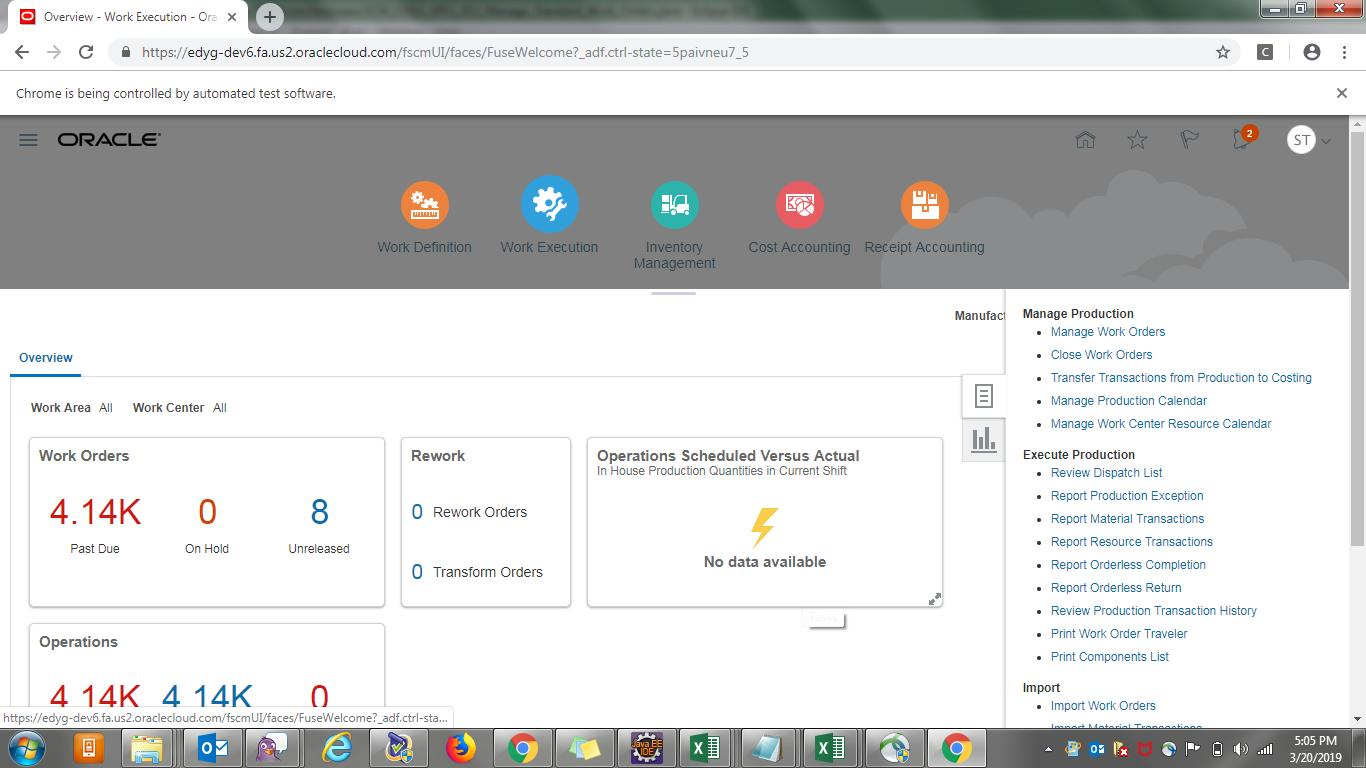 Overview - Work Execution - Ora
https://edyg-dev6.fa.us2.oraclecloud.com/fscmUI/faces/FuseWelcome?_adf.ctrl-state=5paivneu7_5
C
Chrome is being controlled by automated test software.
ORACLE
2
ST
Work Definition
Work Execution
Inventory
Management
Cost Accounting
Receipt Accounting
Manufact
Overview
Work Area All Work Center All
Work Orders
4.14K 0 8
Past Due On Hold Unreleased
Rework
0 Rework Orders
0 Transform Orders
Operations Scheduled Versus Actual
In House Production Quantities in Current Shift
No data available
Tasks
Operations
4.14K 4.14K 0
Manage Production
Manage Work Orders
Close Work Orders
Transfer Transactions from Production to Costing
Manage Production Calendar
Manage Work Center Resource Calendar
Execute Production
Review Dispatch List
Report Production Exception
Report Material Transactions
Report Resource Transactions
Report Orderless Completion
Report Orderless Return
Review Production Transaction History
Print Work Order Traveler
Print Components List
Import
Import Work Orders
Import Material Transactions
https://edyg-dev6.fa.us2.oraclecloud.com/fscmUI/faces/FuseWelcome?_adf.ctrl-sta...
Java EE
IDE
5:05 PM
3/20/2019